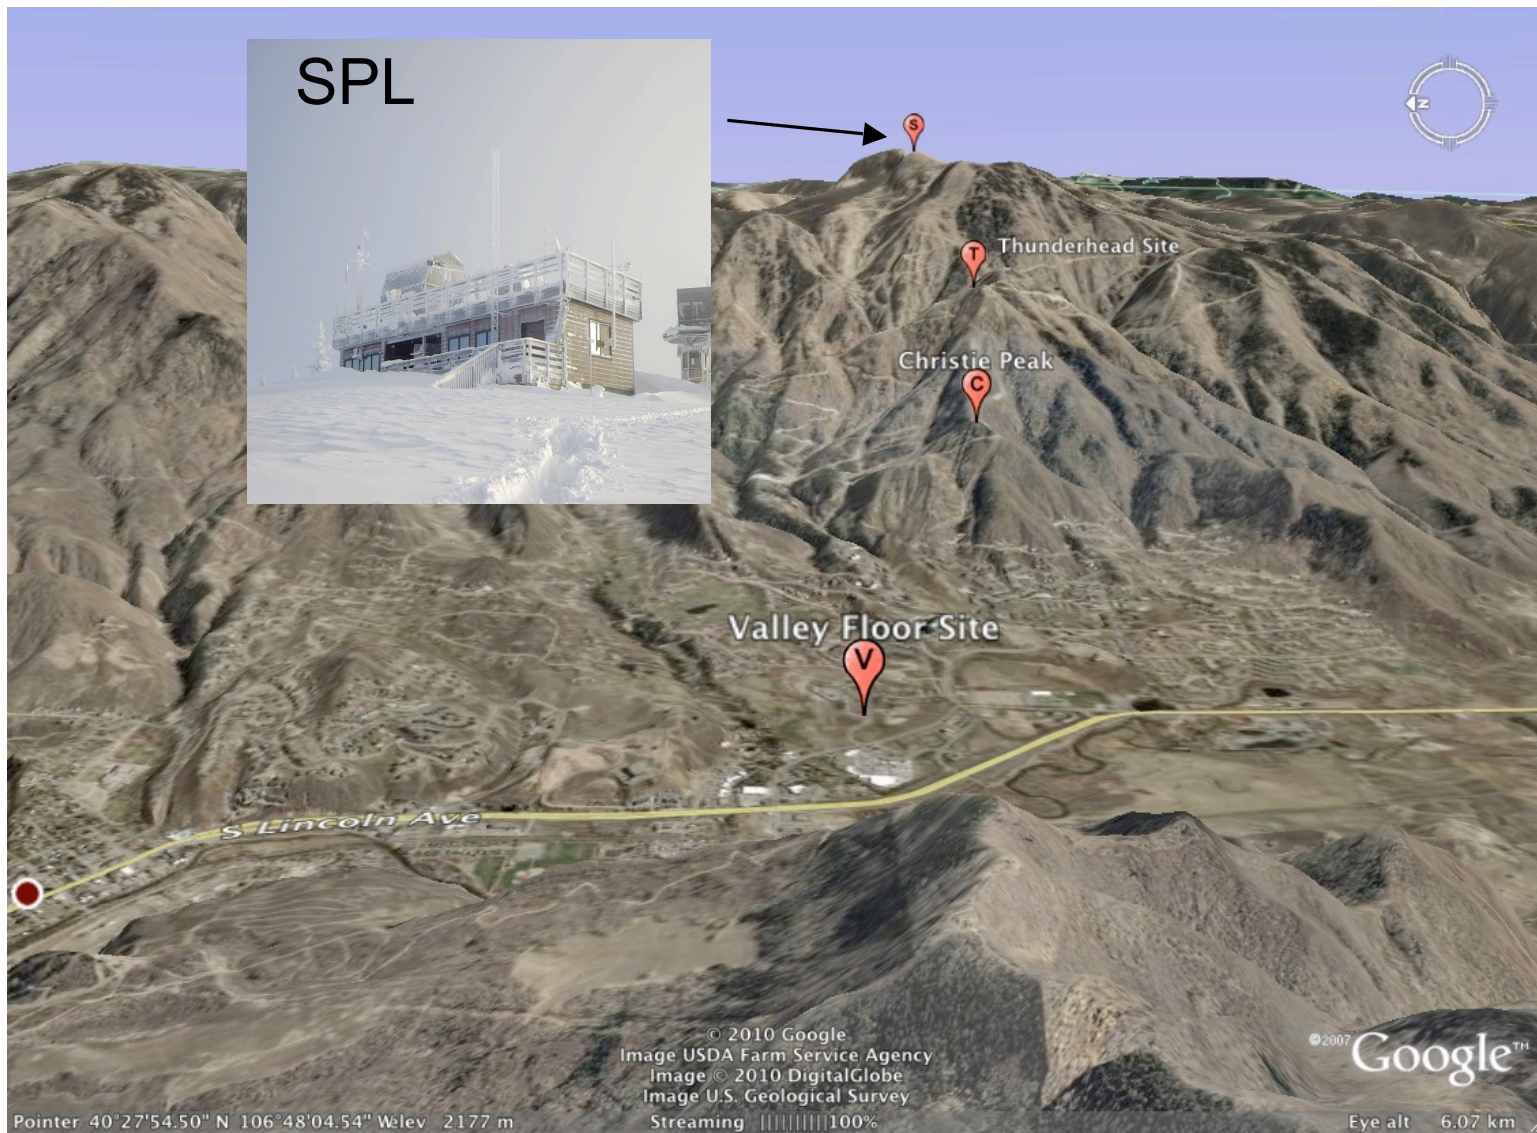 SPL
S
N
T
Thunderhead Site
Christie Peak
C
Valley Floor Site
V
S Lincoln Ave
© 2010 Google
Image USDA Farm Service Agency
Image © 2010 DigitalGlobe
Image U.S. Geological Survey
©2007 Google™
Pointer 40°27'54.50" N 106°48'04.54" W elev 2177 m
Streaming ||||||||| 100%
Eye alt 6.07 km